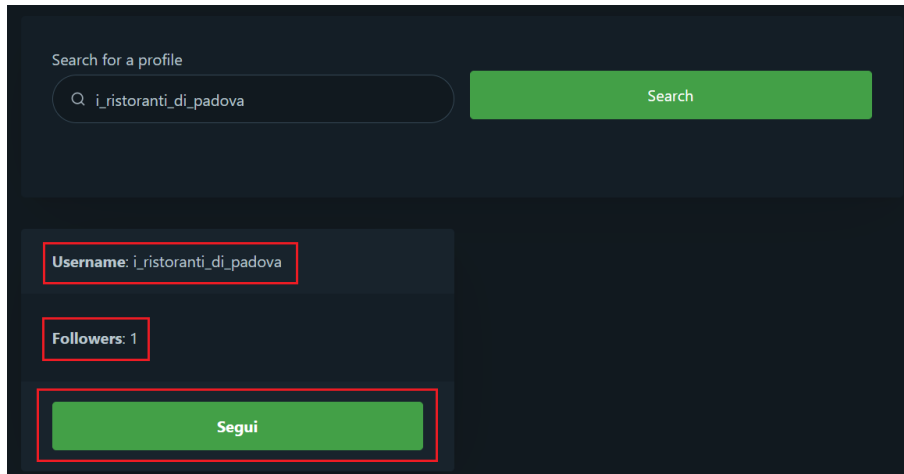 Search for a profile
i_ristoranti_di_padova
Search
Username: i_ristoranti_di_padova
Followers: 1
Segui